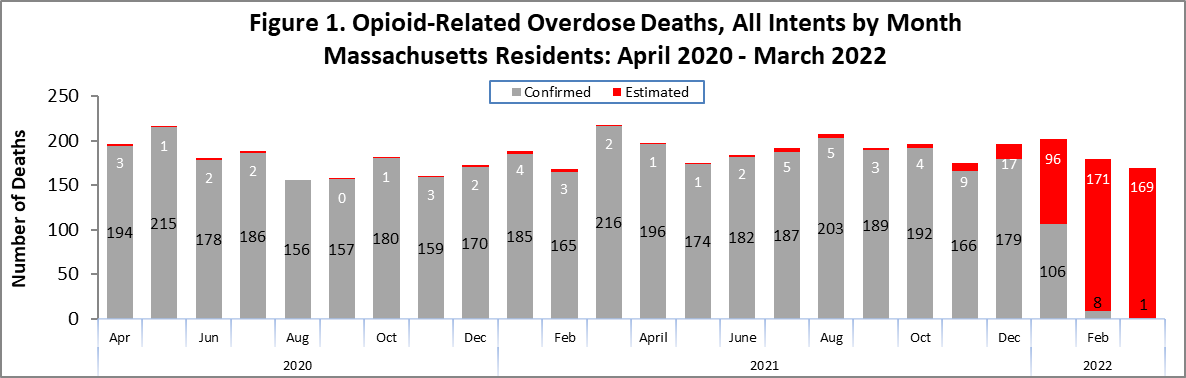 Figure 1. Opioid-Related Overdose Deaths, All Intents by Month
Massachusetts Residents: April 2020 - March 2022
Confirmed Estimated
Number of Deaths
250
200
150
100
50
0
3 1 2 2 0 1 3 2 4 3 2 1 1 2 5 5 3 4 9 17 96 171 169
194 215 178 186 156 157 180 159 170 185 165 216 196 174 182 187 203 189 192 166 179 106 8 1
Apr Jun Aug Oct Dec Feb April June Aug Oct Dec Feb
2020 2021 2022